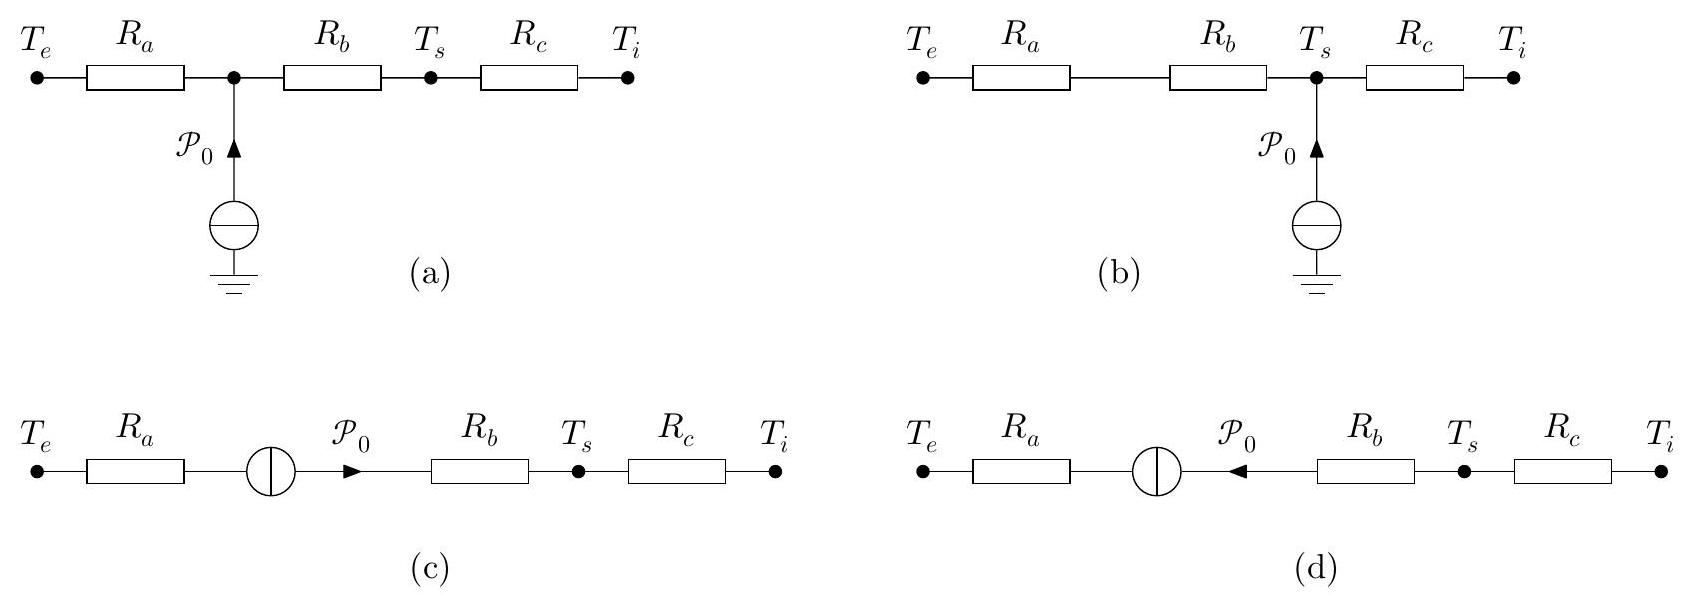 T_e R_a R_b T_s R_c T_i
𝒫_0
(a)
T_e R_a R_b T_s R_c T_i
𝒫_0
(b)
T_e R_a 𝒫_0 R_b T_s R_c T_i
(c)
T_e R_a 𝒫_0 R_b T_s R_c T_i
(d)